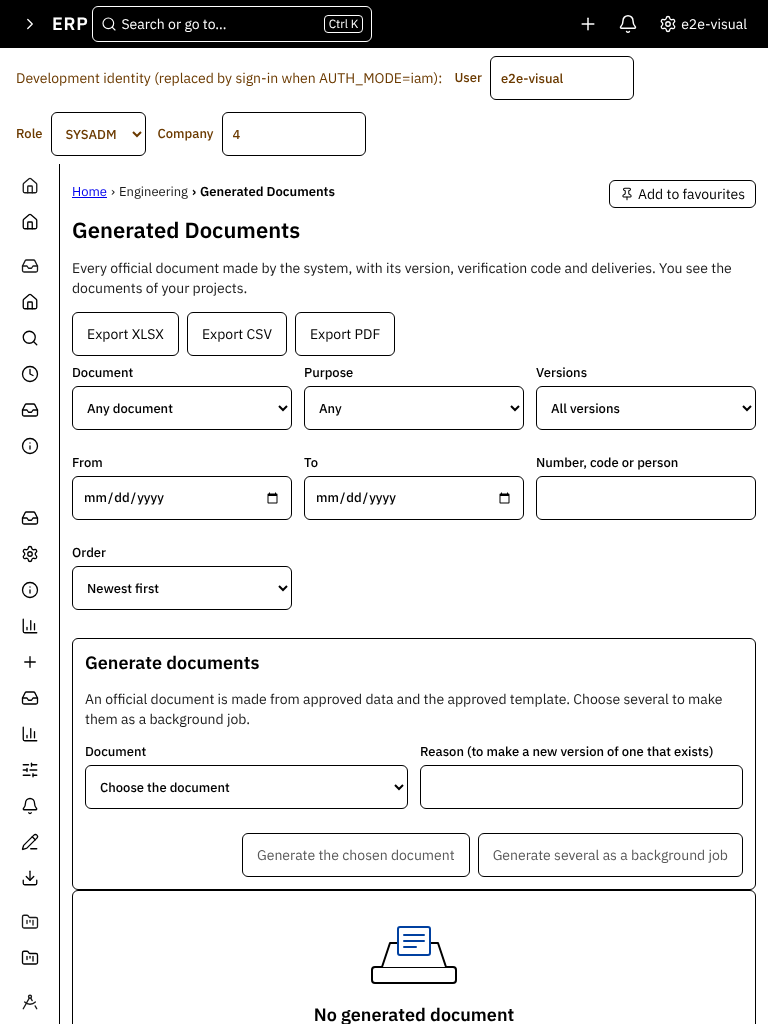 ERP
Search or go to...
Ctrl K
e2e-visual
Development identity (replaced by sign-in when AUTH_MODE=iam):
User
e2e-visual
Role
SYSADM
Company
4
Home › Engineering › Generated Documents
Add to favourites
Generated Documents
Every official document made by the system, with its version, verification code and deliveries. You see the
documents of your projects.
Export XLSX
Export CSV
Export PDF
Document
Purpose
Versions
Any document
Any
All versions
From
To
Number, code or person
mm/dd/yyyy
mm/dd/yyyy
Order
Newest first
Generate documents
An official document is made from approved data and the approved template. Choose several to make
them as a background job.
Document
Reason (to make a new version of one that exists)
Choose the document
Generate the chosen document
Generate several as a background job
No generated document